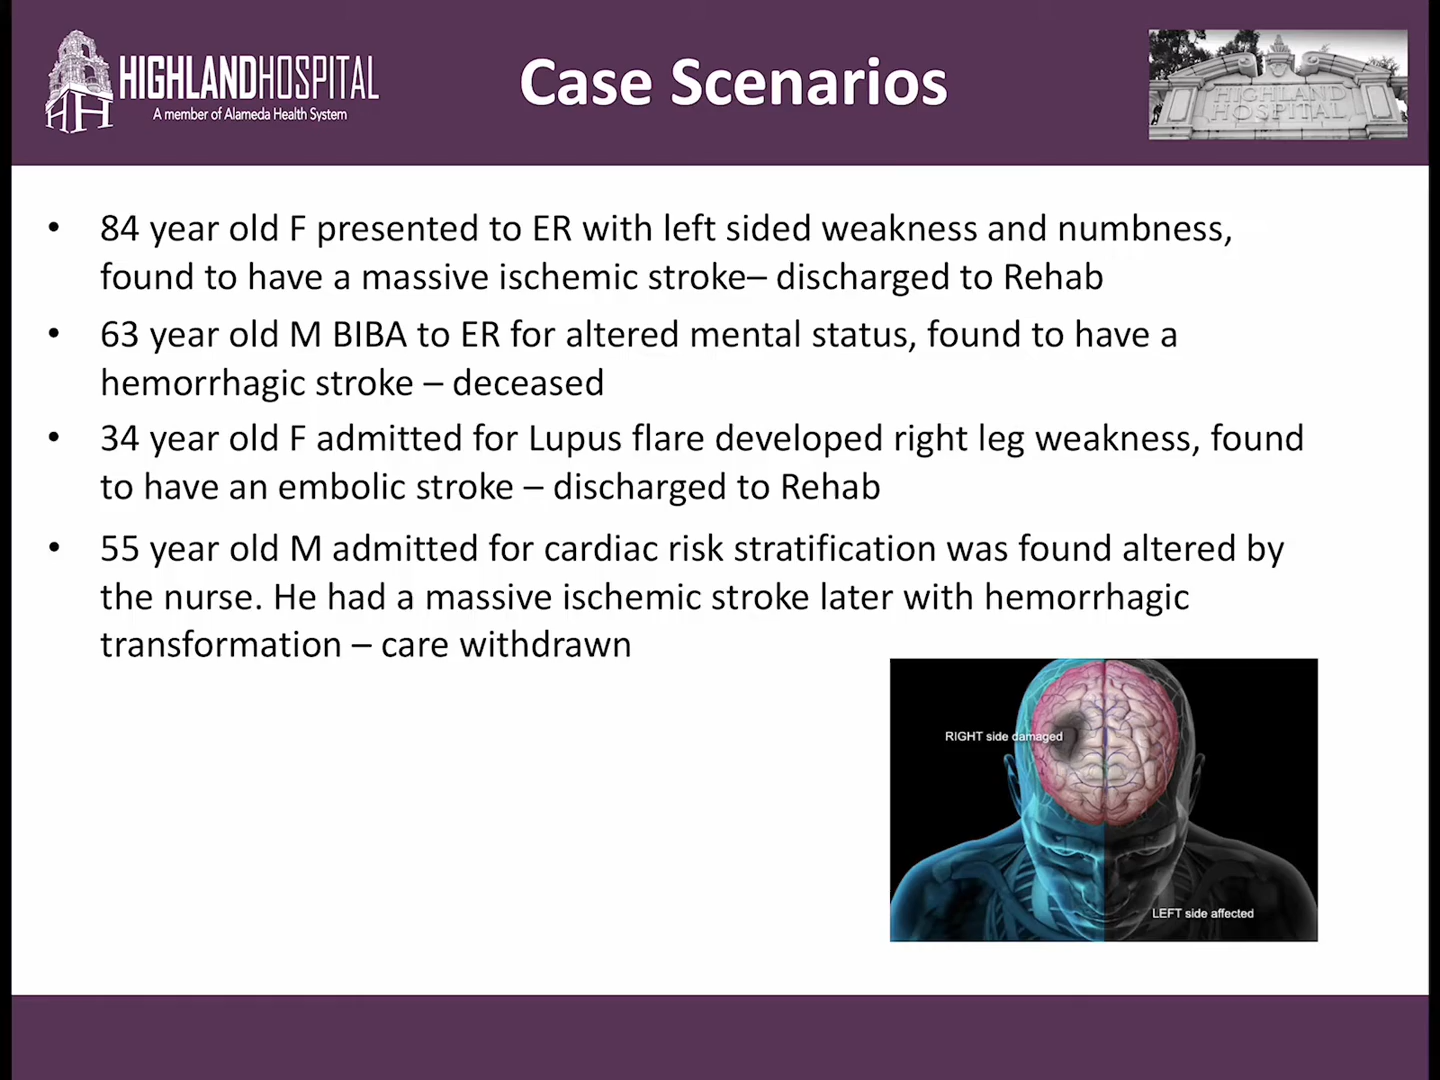 HIGHLANDHOSPITAL
A member of Alameda Health System
Case Scenarios
HIGHLAND
HOSPITAL
• 84 year old F presented to ER with left sided weakness and numbness,
found to have a massive ischemic stroke– discharged to Rehab
• 63 year old M BIBA to ER for altered mental status, found to have a
hemorrhagic stroke – deceased
• 34 year old F admitted for Lupus flare developed right leg weakness, found
to have an embolic stroke – discharged to Rehab
• 55 year old M admitted for cardiac risk stratification was found altered by
the nurse. He had a massive ischemic stroke later with hemorrhagic
transformation – care withdrawn
RIGHT side damaged
LEFT side affected